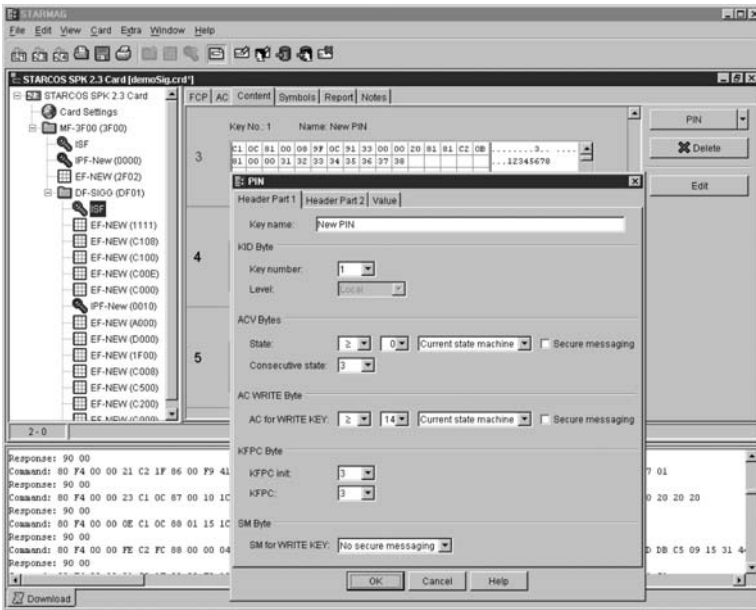 STARMAG
File Edit View Card Extra Window Help
STARCOS SPK 2.3 Card [demoSig.crd*]
STARCOS SPK 2.3 Card
Card Settings
MF-3F00 (3F00)
ISF
IPF-New (0000)
EF-NEW (2F02)
DF-SIGG (DF01)
ISF
EF-NEW (1111)
EF-NEW (C108)
EF-NEW (C100)
EF-NEW (C00E)
EF-NEW (C000)
IPF-New (0010)
EF-NEW (A000)
EF-NEW (D000)
EF-NEW (1F00)
EF-NEW (C008)
EF-NEW (C500)
EF-NEW (C200)
2 - 0
FCP AC Content Symbols Report Notes
Key No.: 1 Name: New PIN
3
C1 0C 81 00 08 9F 0C 91 33 00 00 20 81 81 C2 0B
81 00 00 31 32 33 34 35 36 37 38
...12345678
4
5
PIN
Delete
Edit
PIN
Header Part 1 Header Part 2 Value
Key name: New PIN
KID Byte
Key number: 1
Level: Local
ACV Bytes
State: ≥ 0 Current state machine Secure messaging
Consecutive state: 3
AC WRITE Byte
AC for WRITE KEY: ≥ 14 Current state machine Secure messaging
KFPC Byte
KFPC init: 3
KFPC: 3
SM Byte
SM for WRITE KEY: No secure messaging
OK Cancel Help
Response: 90 00
Command: 80 F4 00 00 21 C2 1F 86 00 F9 41
7 01
Response: 90 00
Command: 80 F4 00 00 23 C1 0C 87 00 10 1C
0 20 20 20
Response: 90 00
Command: 80 F4 00 00 0E C1 0C 80 01 15 1C
Response: 90 00
Command: 80 F4 00 00 FE C2 FC 88 00 00 04
D DB C5 09 15 31
Response: 90 00
Download